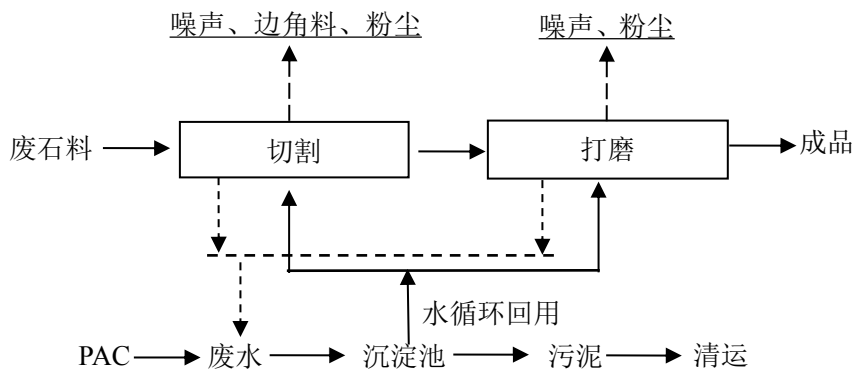 噪声、边角料、粉尘
噪声、粉尘
废石料
切割
打磨
成品
水循环回用
PAC
废水
沉淀池
污泥
清运